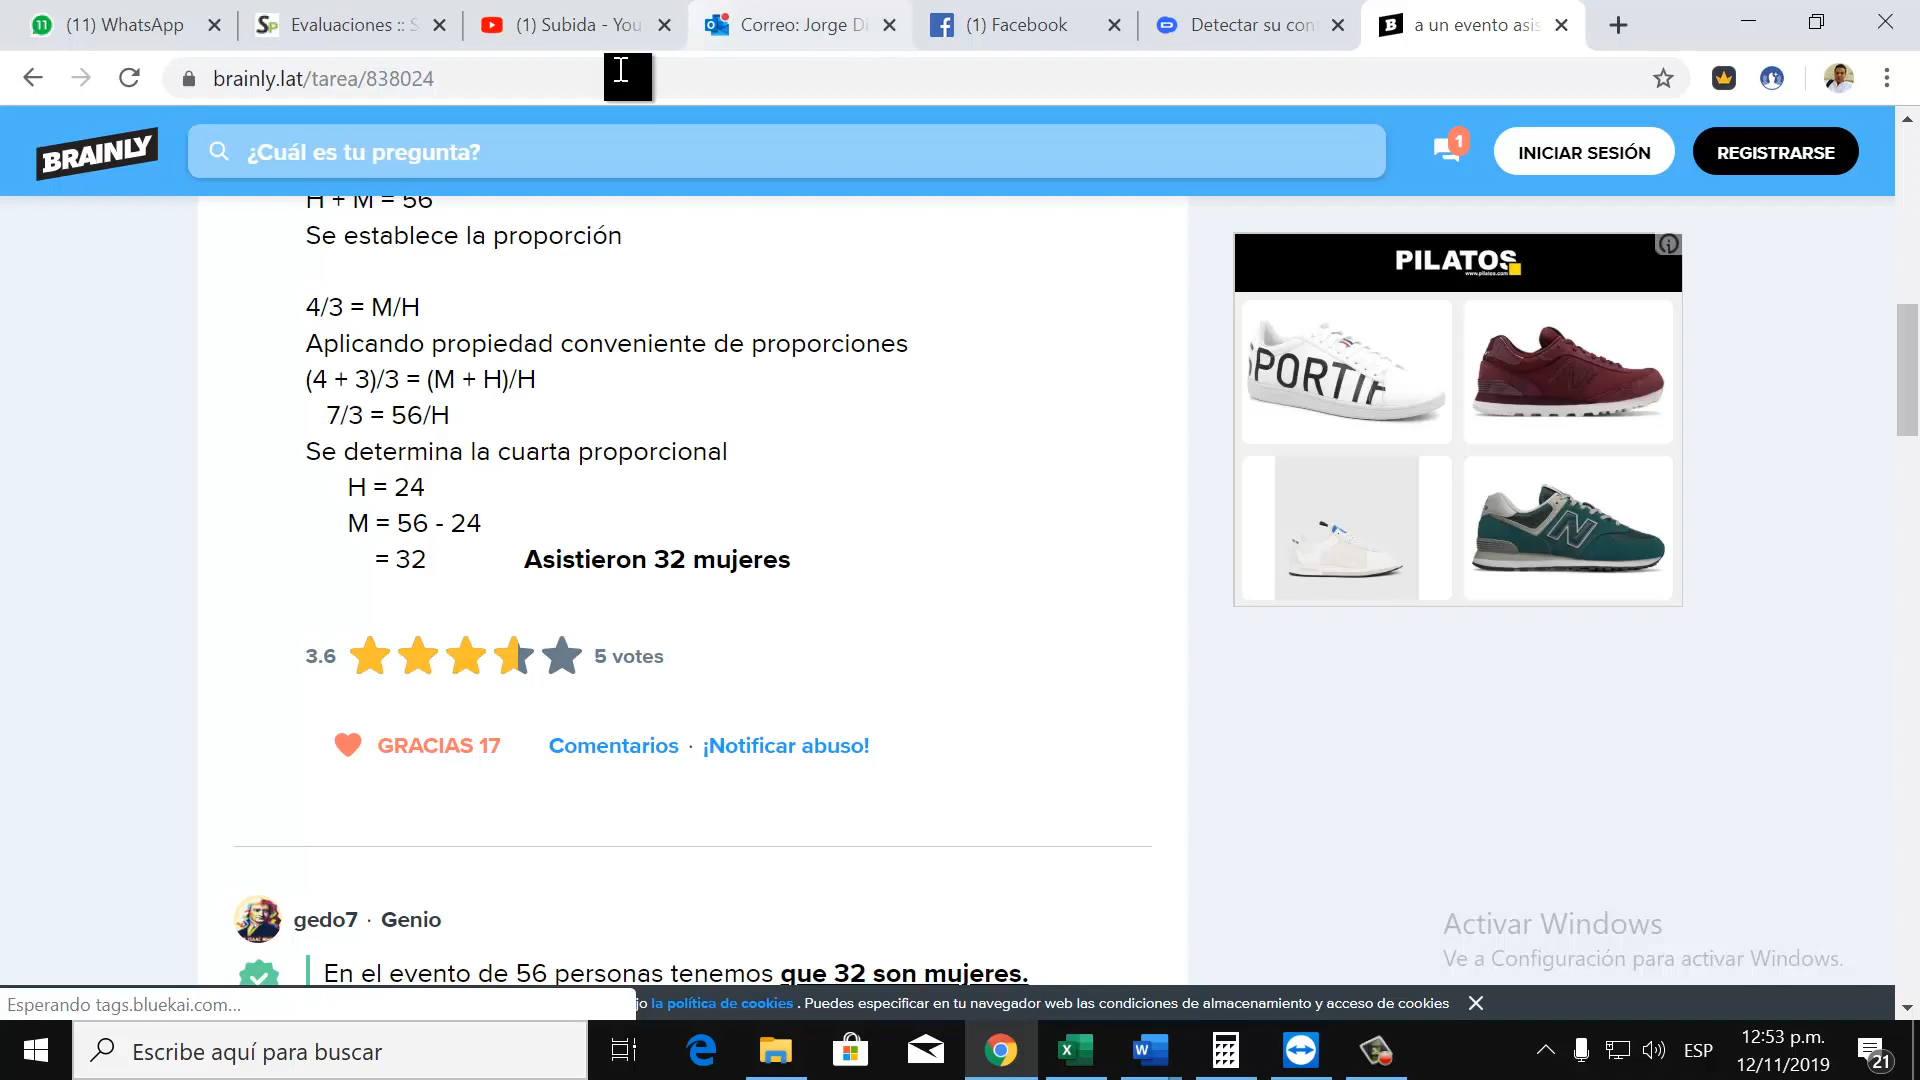 (11) WhatsApp
Evaluaciones :: S
(1) Subida - You
Correo: Jorge Di
(1) Facebook
Detectar su con
a un evento asis
brainly.lat/tarea/838024
BRAINLY
¿Cuál es tu pregunta?
1
INICIAR SESIÓN
REGISTRARSE
H + M = 56
Se establece la proporción
4/3 = M/H
Aplicando propiedad conveniente de proporciones
(4 + 3)/3 = (M + H)/H
7/3 = 56/H
Se determina la cuarta proporcional
H = 24
M = 56 - 24
= 32 Asistieron 32 mujeres
3.6
5 votes
GRACIAS 17
Comentarios · ¡Notificar abuso!
PILATOS
www.pilatos.com
SPORTIF
gedo7 · Genio
En el evento de 56 personas tenemos que 32 son mujeres.
Activar Windows
Ve a Configuración para activar Windows.
Esperando tags.bluekai.com...
jo la política de cookies . Puedes especificar en tu navegador web las condiciones de almacenamiento y acceso de cookies
Escribe aquí para buscar
ESP
12:53 p.m.
12/11/2019
21